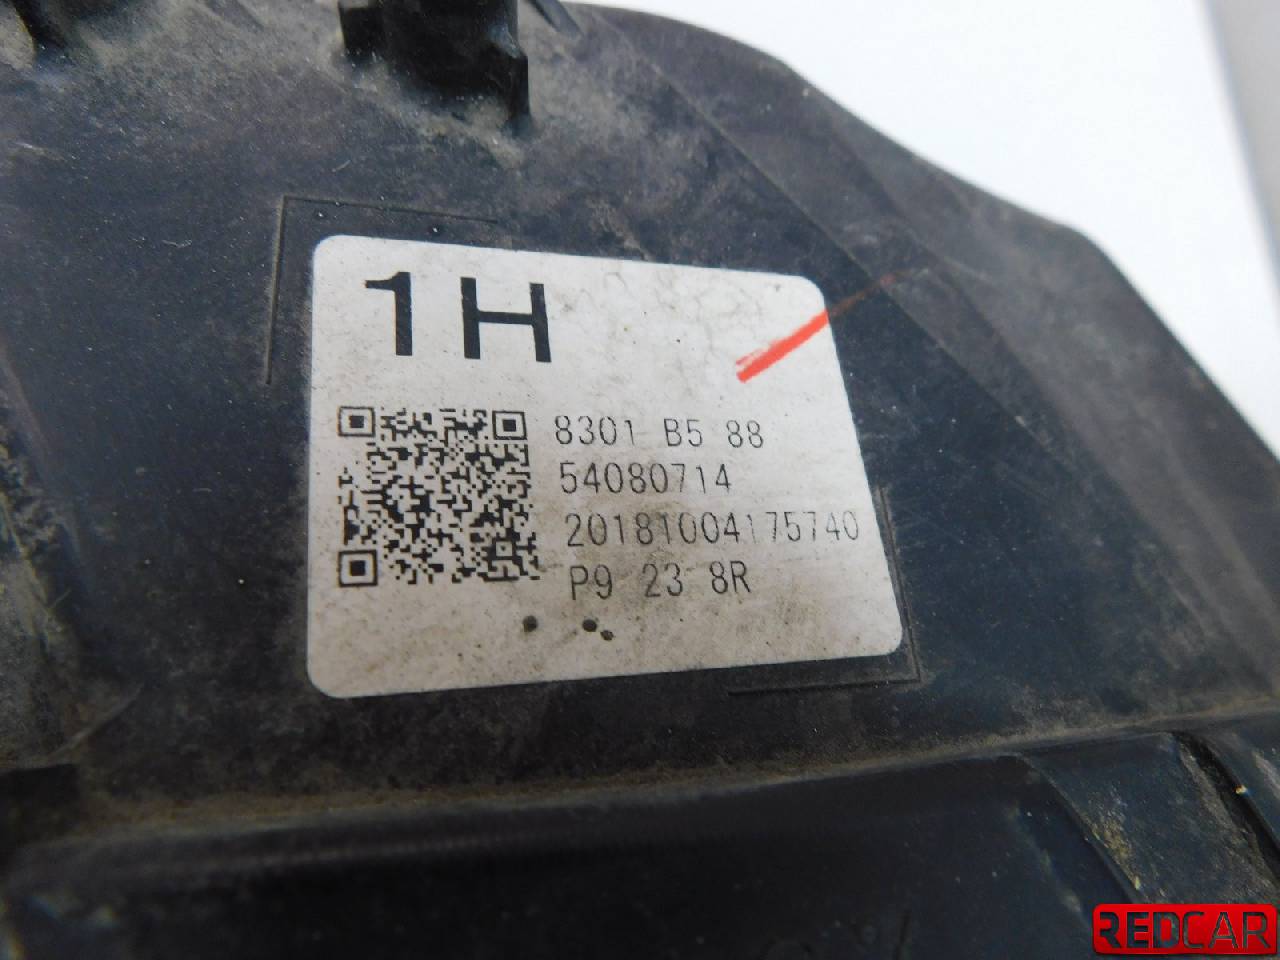 1H
8301 B5 88
54080714
20181004175740
P9 23 8R
REDCAR